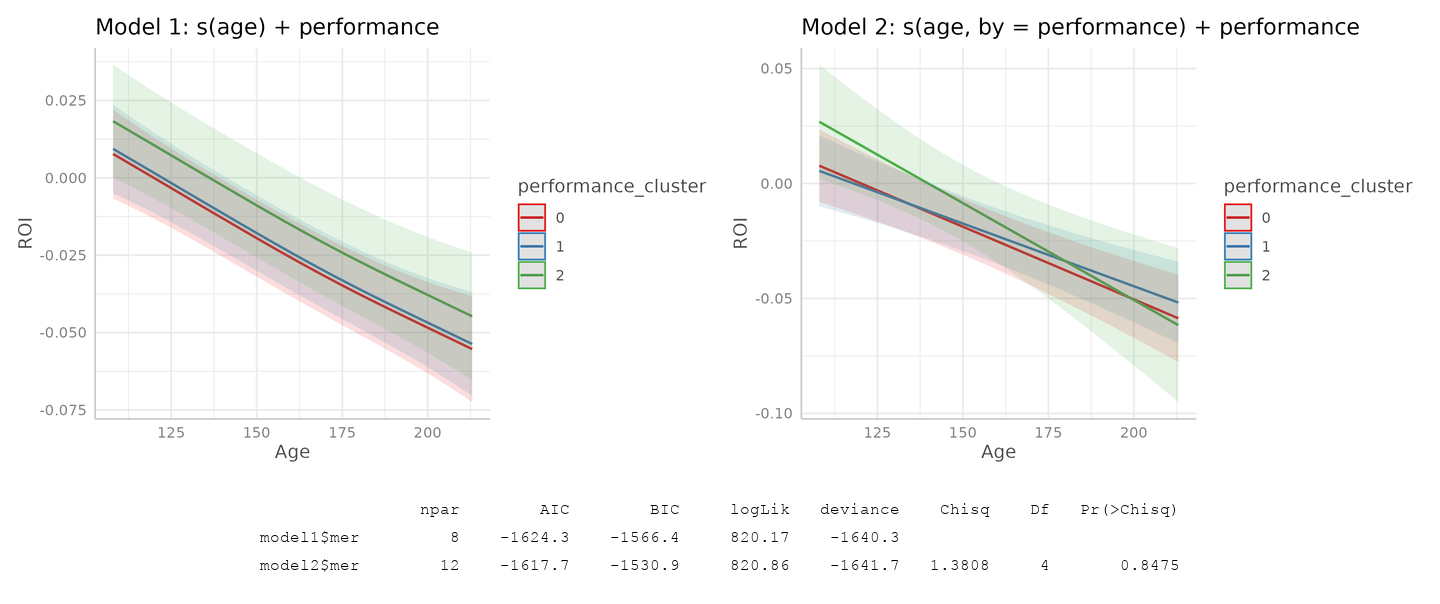 Model 1: s(age) + performance
0.025
0.000
-0.025
-0.050
-0.075
ROI
125 150 175 200
Age
performance_cluster
0
1
2
Model 2: s(age, by = performance) + performance
0.05
0.00
-0.05
-0.10
ROI
125 150 175 200
Age
performance_cluster
0
1
2
npar AIC BIC logLik deviance Chisq Df Pr(>Chisq)
model1$mer 8 -1624.3 -1566.4 820.17 -1640.3
model2$mer 12 -1617.7 -1530.9 820.86 -1641.7 1.3808 4 0.8475